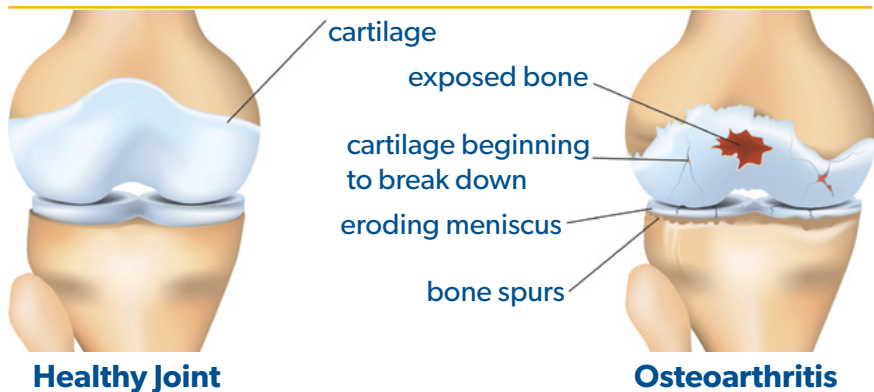 cartilage
exposed bone
cartilage beginning
to break down
eroding meniscus
bone spurs
Healthy Joint
Osteoarthritis